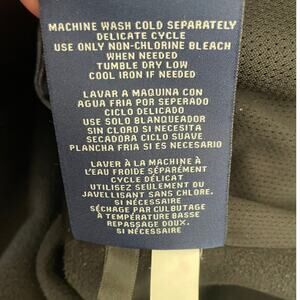 MACHINE WASH COLD SEPARATELY
DELICATE CYCLE
USE ONLY NON-CHLORINE BLEACH
WHEN NEEDED
TUMBLE DRY LOW
COOL IRON IF NEEDED
LAVAR A MAQUINA CON
AGUA FRIA POR SEPERADO
CICLO DELICADO
USE SOLO BLANQUEADOR
SIN CLORO SI NECESITA
SECADORA CICLO SUAVE
PLANCHA FRIA SI ES NECESARIO
LAVER À LA MACHINE À
L'EAU FROIDE SÉPARÉMENT
CYCLE DÉLICAT
UTILISEZ SEULEMENT DU
JAVELLISANT SANS CHLORE.
SI NÉCESSAIRE
SÉCHAGE PAR CULBUTAGE
À TEMPÉRATURE BASSE
REPASSAGE DOUX.
SI NÉCESSAIRE